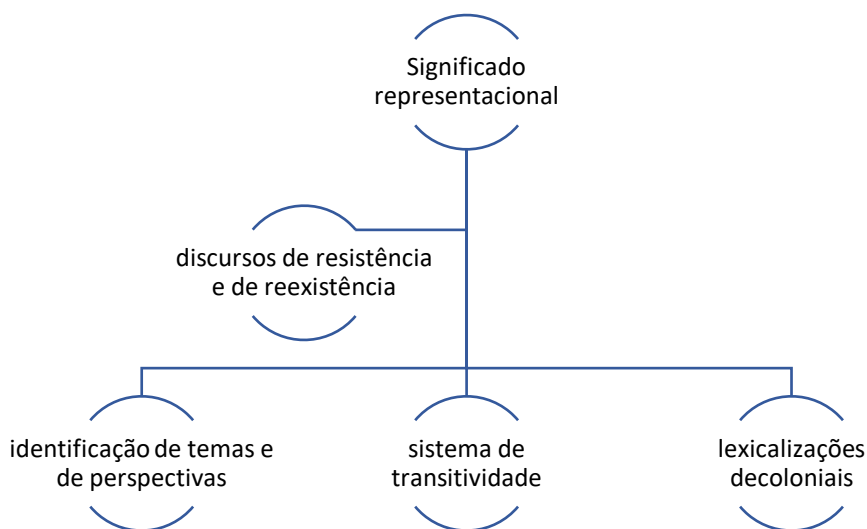 Significado
representacional
discursos de resistência
e de reexistência
identificação de temas e
de perspectivas
sistema de
transitividade
lexicalizações
decoloniais